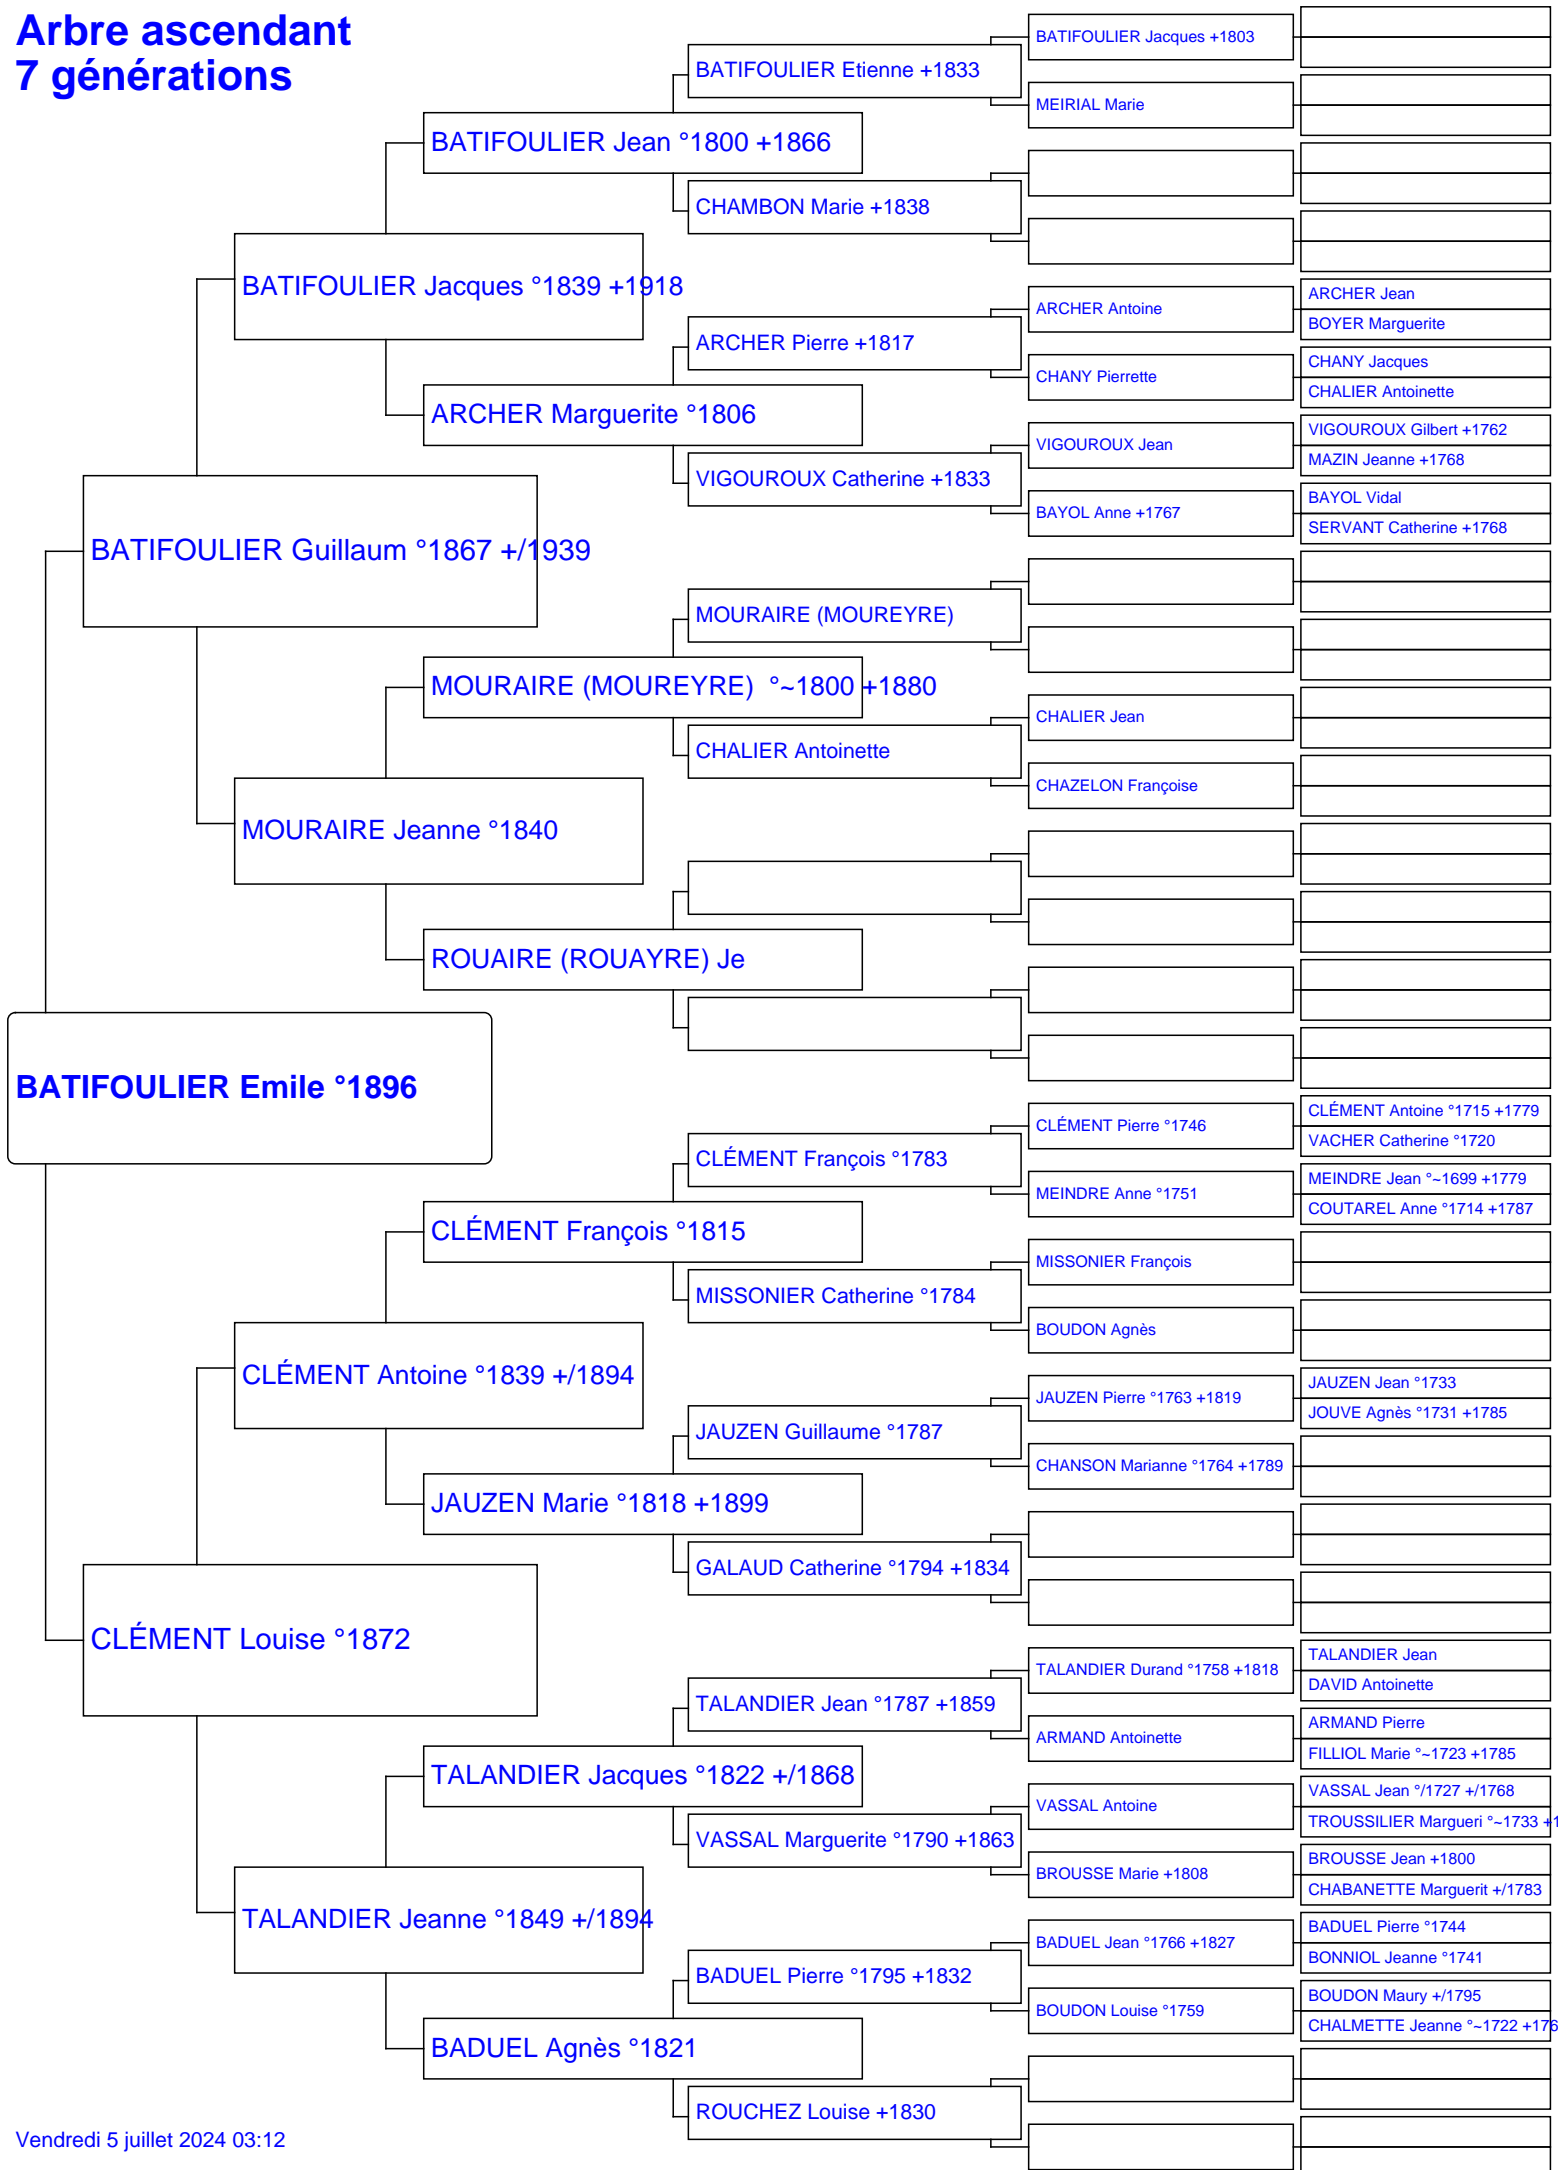 Arbre ascendant
7 générations
BATIFOULIER Emile °1896
BATIFOULIER Guillaum °1867 +/1939
CLÉMENT Louise °1872
BATIFOULIER Jacques °1839 +1918
MOURAIRE Jeanne °1840
CLÉMENT Antoine °1839 +/1894
TALANDIER Jeanne °1849 +/1894
BATIFOULIER Jean °1800 +1866
ARCHER Marguerite °1806
MOURAIRE (MOUREYRE)  °~1800 +1880
ROUAIRE (ROUAYRE) Je
CLÉMENT François °1815
JAUZEN Marie °1818 +1899
TALANDIER Jacques °1822 +/1868
BADUEL Agnès °1821
BATIFOULIER Etienne +1833
CHAMBON Marie +1838
ARCHER Pierre +1817
VIGOUROUX Catherine +1833
MOURAIRE (MOUREYRE)
CHALIER Antoinette
CLÉMENT François °1783
MISSONIER Catherine °1784
JAUZEN Guillaume °1787
GALAUD Catherine °1794 +1834
TALANDIER Jean °1787 +1859
VASSAL Marguerite °1790 +1863
BADUEL Pierre °1795 +1832
ROUCHEZ Louise +1830
BATIFOULIER Jacques +1803
MEIRIAL Marie
ARCHER Antoine
CHANY Pierrette
VIGOUROUX Jean
BAYOL Anne +1767
CHALIER Jean
CHAZELON Françoise
CLÉMENT Pierre °1746
MEINDRE Anne °1751
MISSONIER François
BOUDON Agnès
JAUZEN Pierre °1763 +1819
CHANSON Marianne °1764 +1789
TALANDIER Durand °1758 +1818
ARMAND Antoinette
VASSAL Antoine
BROUSSE Marie +1808
BADUEL Jean °1766 +1827
BOUDON Louise °1759
ARCHER Jean
BOYER Marguerite
CHANY Jacques
CHALIER Antoinette
VIGOUROUX Gilbert +1762
MAZIN Jeanne +1768
BAYOL Vidal
SERVANT Catherine +1768
CLÉMENT Antoine °1715 +1779
VACHER Catherine °1720
MEINDRE Jean °~1699 +1779
COUTAREL Anne °1714 +1787
JAUZEN Jean °1733
JOUVE Agnès °1731 +1785
TALANDIER Jean
DAVID Antoinette
ARMAND Pierre
FILLIOL Marie °~1723 +1785
VASSAL Jean °/1727 +/1768
TROUSSILIER Margueri °~1733 +1
BROUSSE Jean +1800
CHABANETTE Marguerit +/1783
BADUEL Pierre °1744
BONNIOL Jeanne °1741
BOUDON Maury +/1795
CHALMETTE Jeanne °~1722 +176
Vendredi 5 juillet 2024 03:12